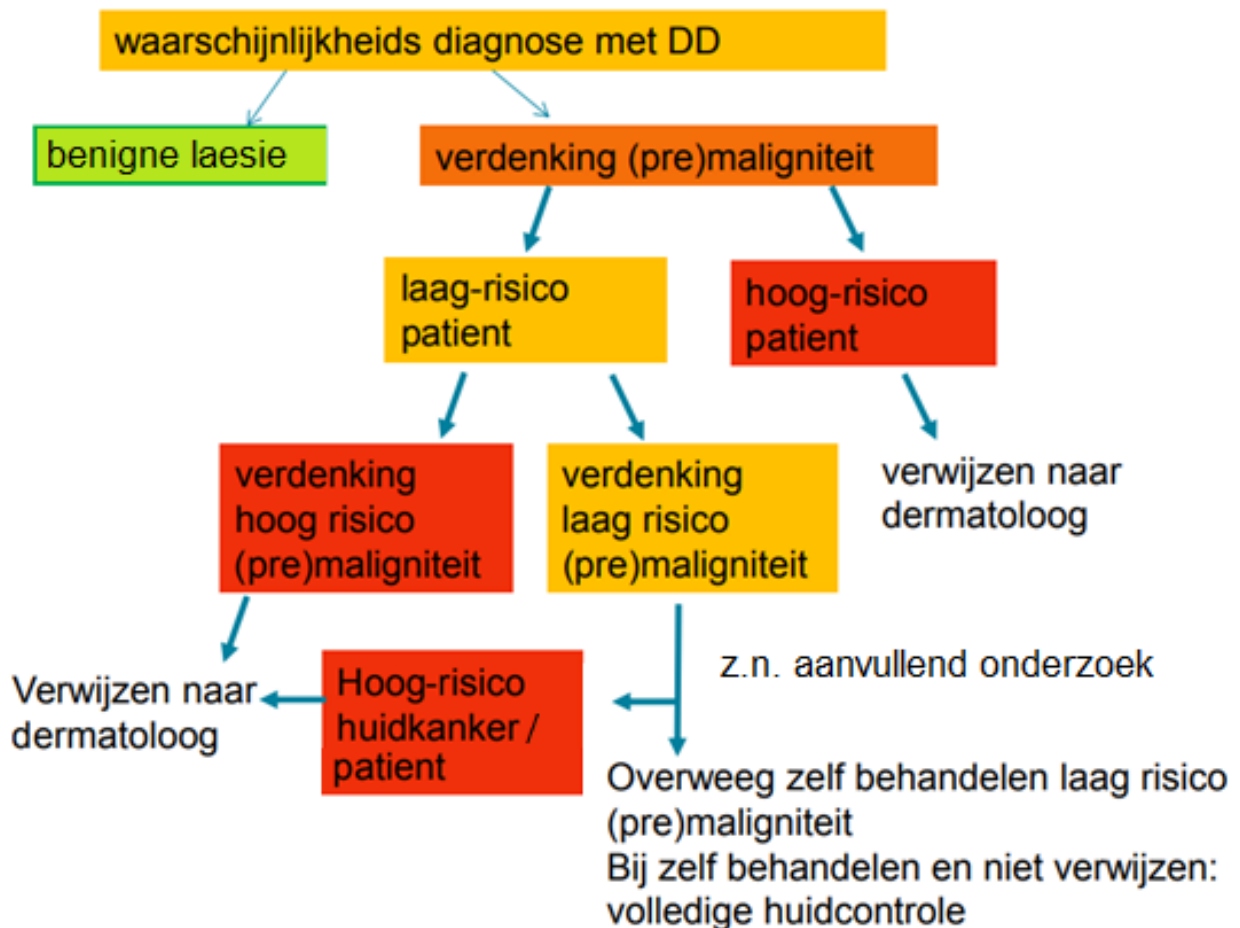 waarschijnlijkheids diagnose met DD
benigne laesie
verdenking (pre)maligniteit
laag-risico
patient
hoog-risico
patient
verdenking
hoog risico
(pre)maligniteit
verdenking
laag risico
(pre)maligniteit
verwijzen naar
dermatoloog
z.n. aanvullend onderzoek
Verwijzen naar
dermatoloog
Hoog-risico
huidkanker /
patient
Overweeg zelf behandelen laag risico
(pre)maligniteit
Bij zelf behandelen en niet verwijzen:
volledige huidcontrole